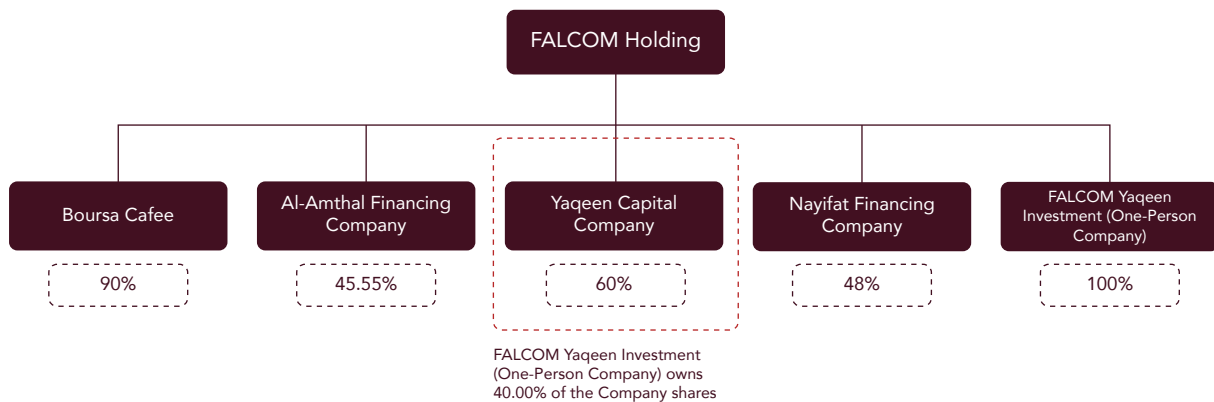 FALCOM Holding
Boursa Cafee
90%
Al-Amthal Financing
Company
45.55%
Yaqeen Capital
Company
60%
Nayifat Financing
Company
48%
FALCOM Yaqeen
Investment (One-Person
Company)
100%
FALCOM Yaqeen Investment
(One-Person Company) owns
40.00% of the Company shares